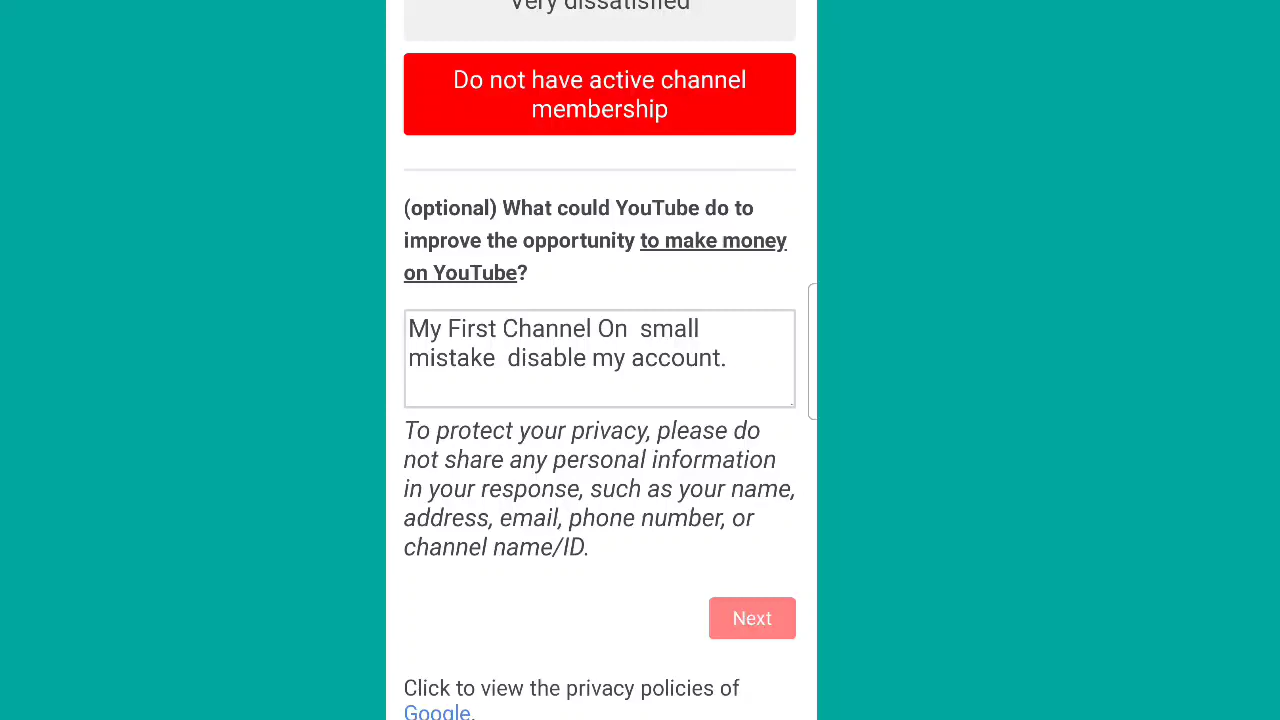 Very dissatisfied
Do not have active channel
membership
(optional) What could YouTube do to
improve the opportunity to make money
on YouTube?
My First Channel On  small
mistake  disable my account.
To protect your privacy, please do
not share any personal information
in your response, such as your name,
address, email, phone number, or
channel name/ID.
Next
Click to view the privacy policies of
Google.